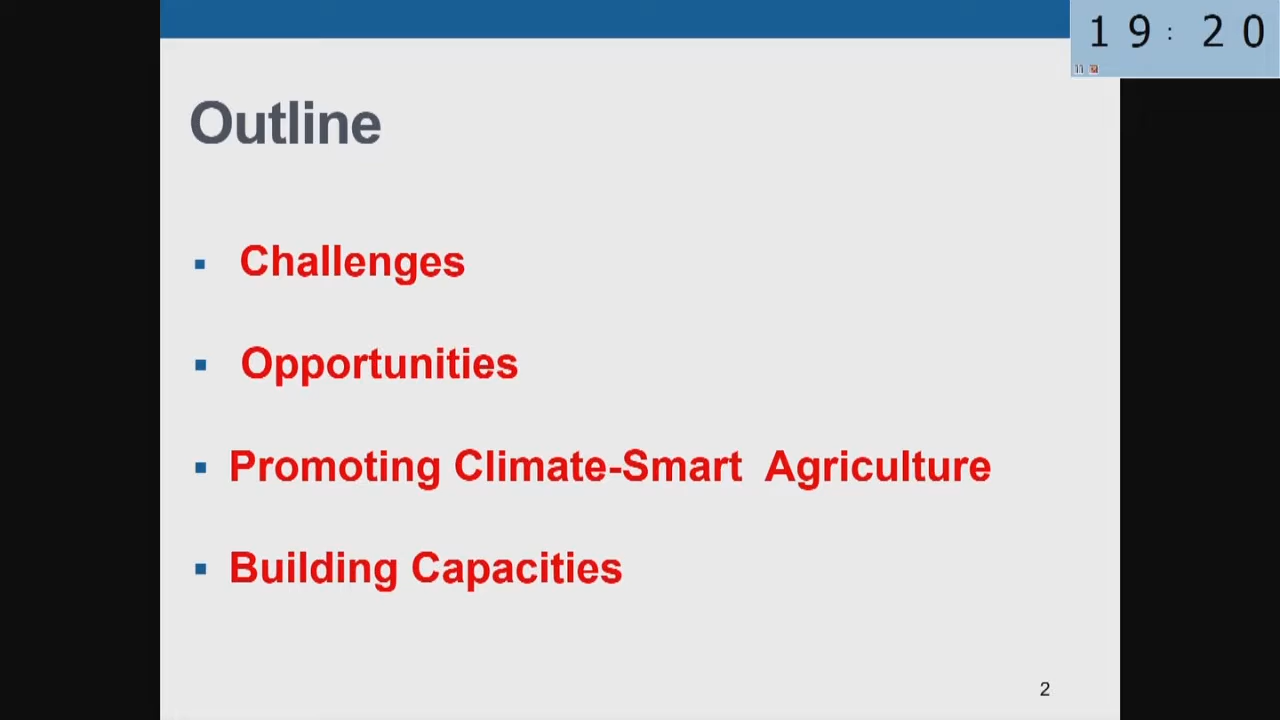 19:20
Outline
▪ Challenges
▪ Opportunities
▪ Promoting Climate-Smart Agriculture
▪ Building Capacities
2